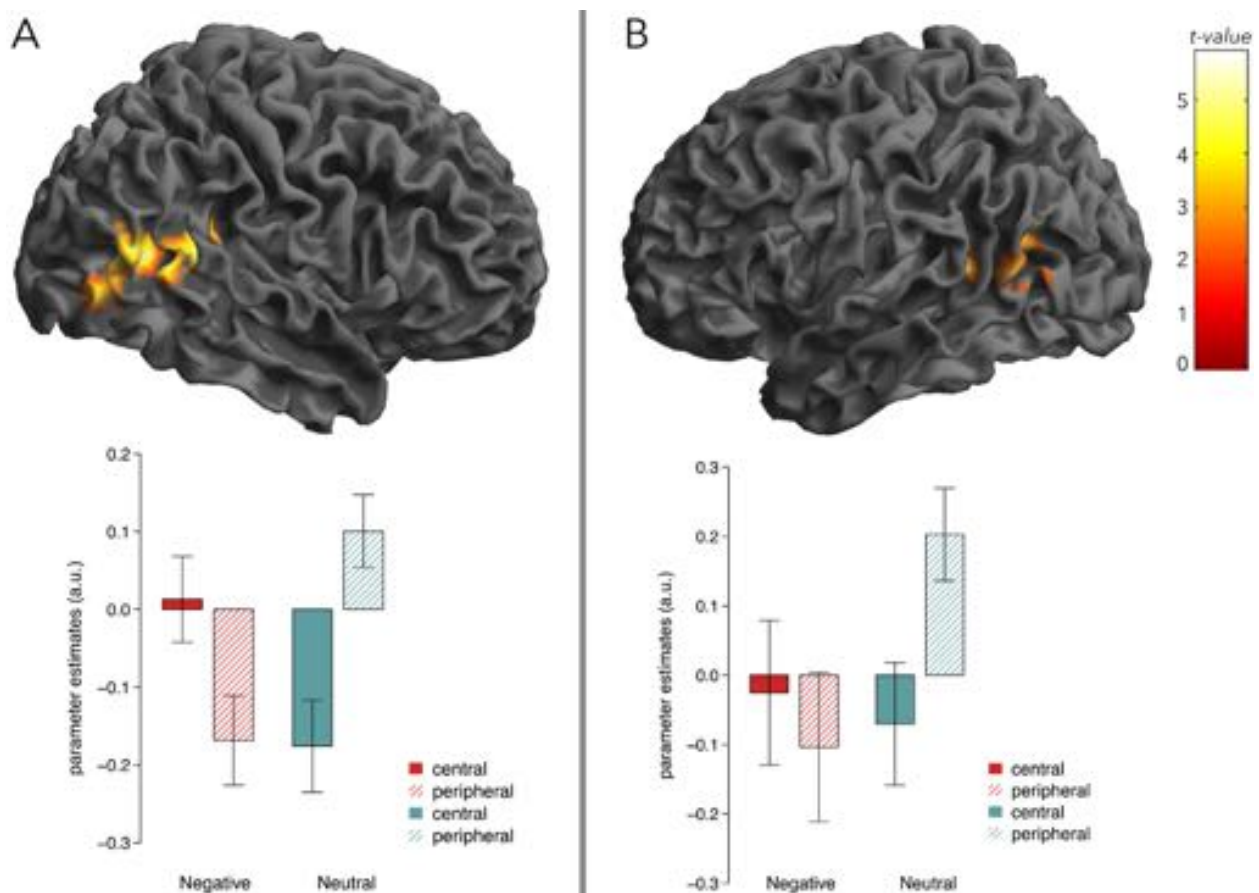 A
B
t-value
5
4
3
2
1
0
0.2
0.1
0.0
−0.1
−0.2
−0.3
parameter estimates (a.u.)
central
peripheral
central
peripheral
Negative
Neutral
0.3
0.2
0.1
0.0
−0.1
−0.2
−0.3
parameter estimates (a.u.)
central
peripheral
central
peripheral
Negative
Neutral